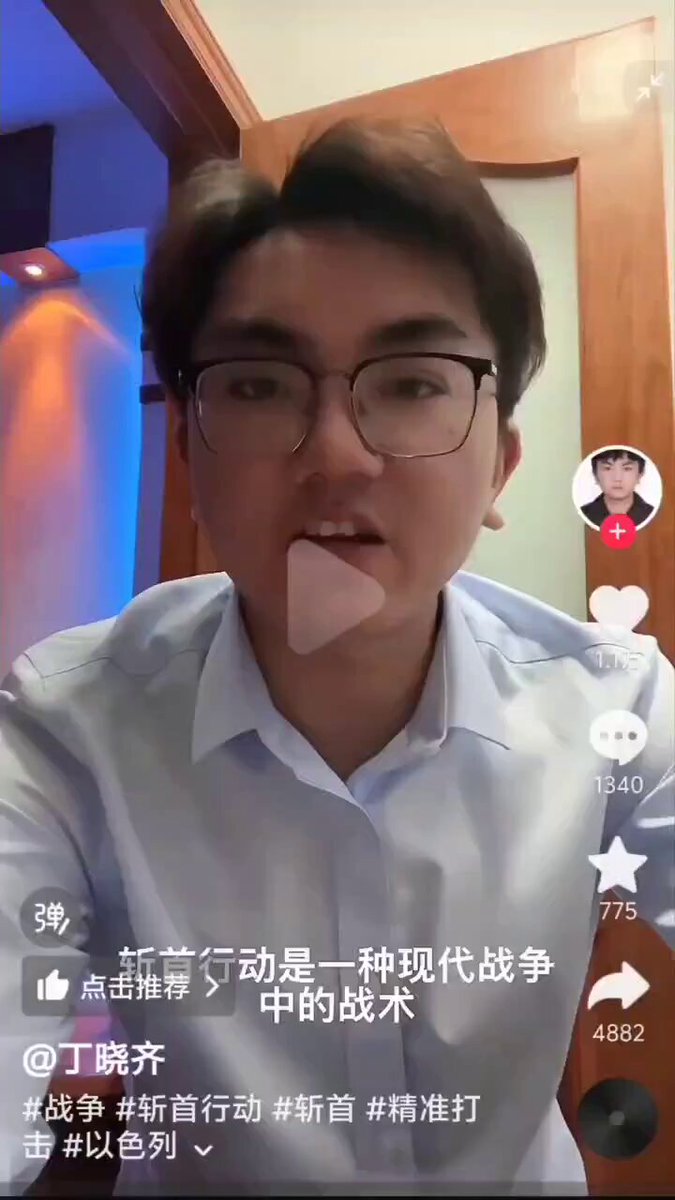 1.1万
1340
775
4882
弹
点击推荐 >
斩首行动是一种现代战争
中的战术
@丁晓齐
#战争 #斩首行动 #斩首 #精准打
击 #以色列